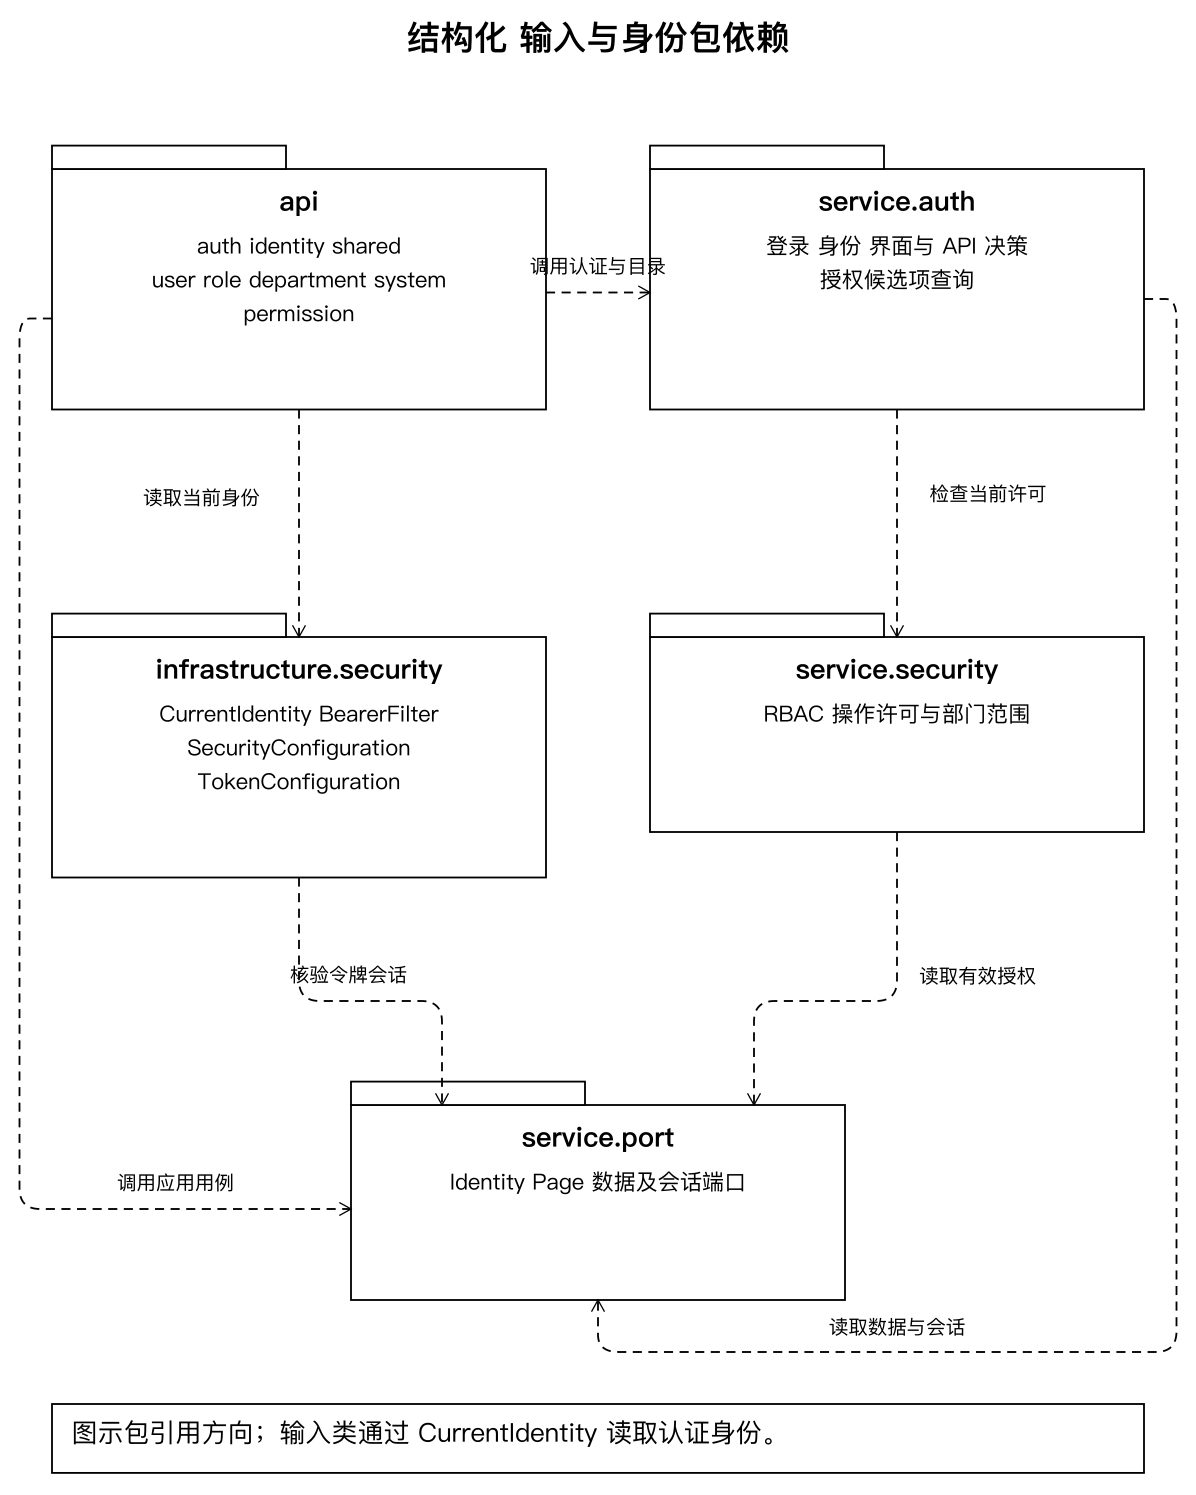 结构化 输入与身份包依赖
api
auth identity shared
user role department system
permission
调用认证与目录
service.auth
登录 身份 界面与 API 决策
授权候选项查询
读取当前身份
检查当前许可
infrastructure.security
CurrentIdentity BearerFilter
SecurityConfiguration
TokenConfiguration
service.security
RBAC 操作许可与部门范围
核验令牌会话
读取有效授权
service.port
Identity Page 数据及会话端口
调用应用用例
读取数据与会话
图示包引用方向；输入类通过 CurrentIdentity 读取认证身份。